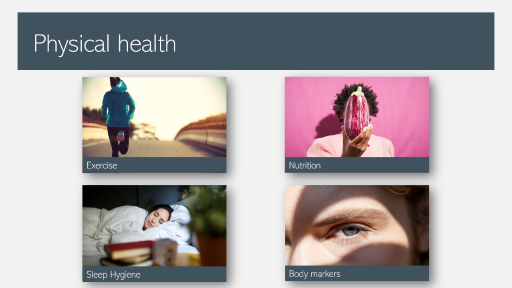 Physical health
Exercise
Nutrition
Sleep Hygiene
Body markers